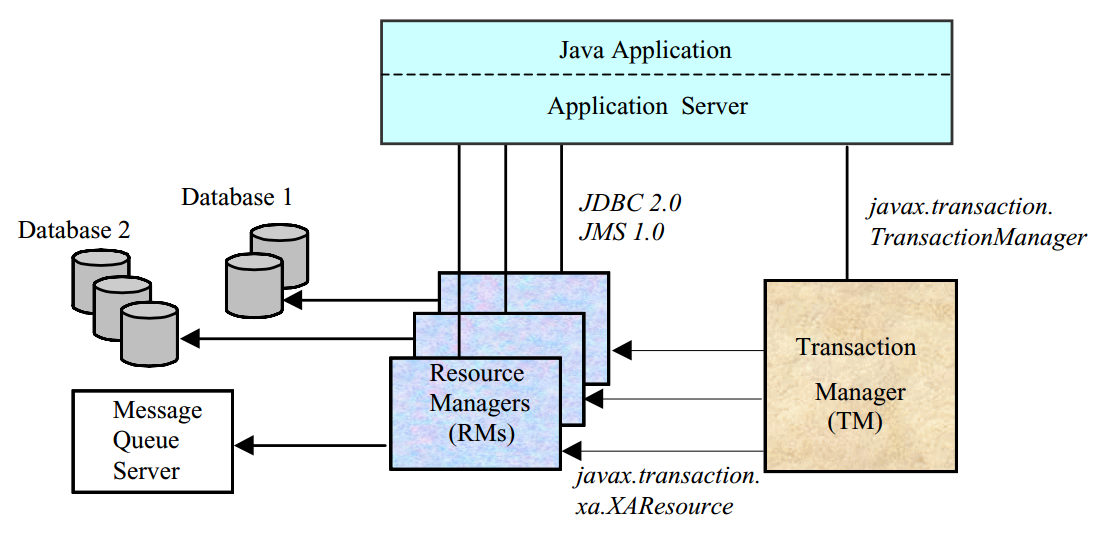 Java Application
Application Server
Database 1
Database 2
JDBC 2.0
JMS 1.0
javax.transaction.
TransactionManager
Resource
Managers
(RMs)
Transaction
Manager
(TM)
Message
Queue
Server
javax.transaction.
xa.XAResource